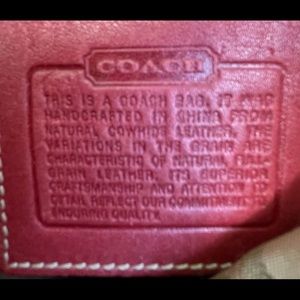 COACH
THIS IS A COACH BAG. IT WAS
HANDCRAFTED IN CHINA FROM
NATURAL COWHIDE LEATHER. THE
VARIATIONS IN THE GRAIN ARE
CHARACTERISTIC OF NATURAL FULL-
GRAIN LEATHER. ITS SUPERIOR
CRAFTSMANSHIP AND ATTENTION TO
DETAIL REFLECT OUR COMMITMENT TO
ENDURING QUALITY.